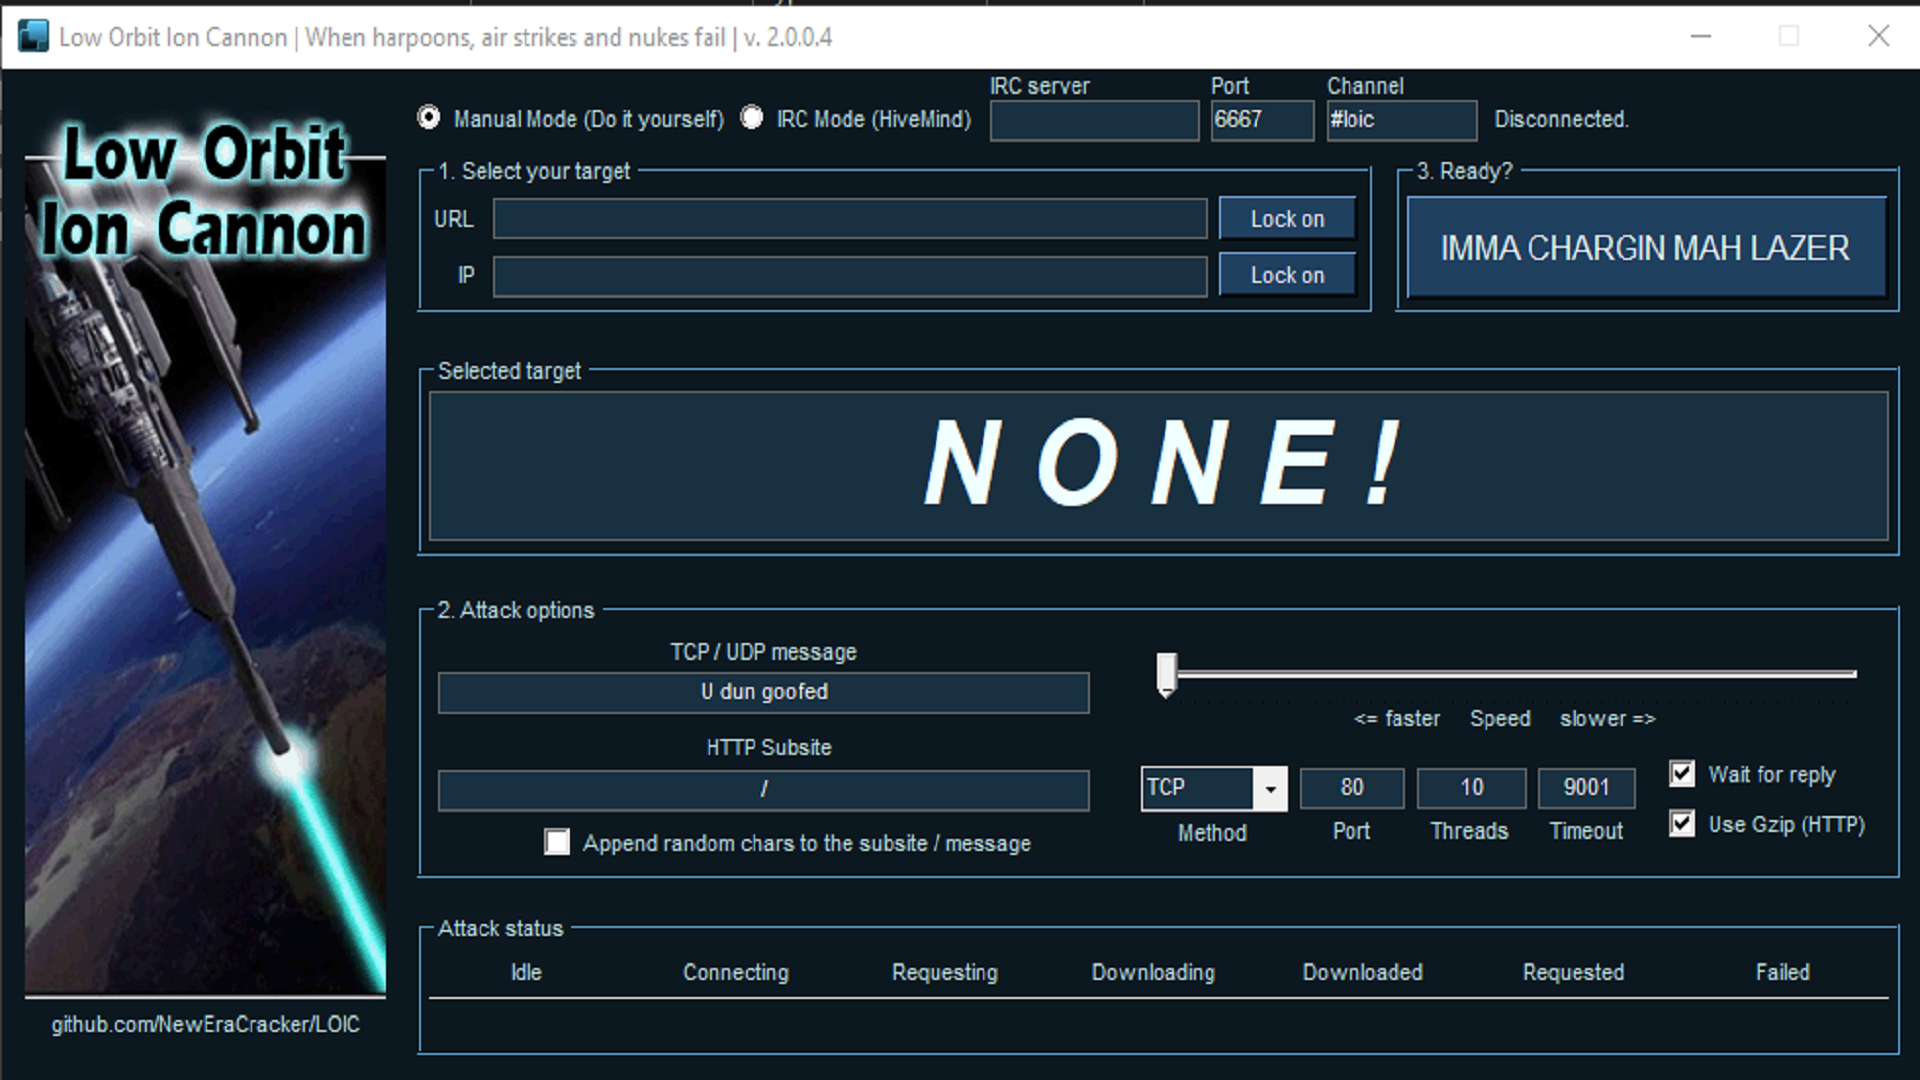 Low Orbit Ion Cannon | When harpoons, air strikes and nukes fail | v. 2.0.0.4
Low Orbit
Ion Cannon
github.com/NewEraCracker/LOIC
Manual Mode (Do it yourself)
IRC Mode (HiveMind)
IRC server
Port
6667
Channel
#loic
Disconnected.
1. Select your target
URL
Lock on
IP
Lock on
3. Ready?
IMMA CHARGIN MAH LAZER
Selected target
N O N E !
2. Attack options
TCP / UDP message
U dun goofed
HTTP Subsite
/
Append random chars to the subsite / message
<= faster Speed slower =>
TCP
Method
80
Port
10
Threads
9001
Timeout
Wait for reply
Use Gzip (HTTP)
Attack status
Idle Connecting Requesting Downloading Downloaded Requested Failed